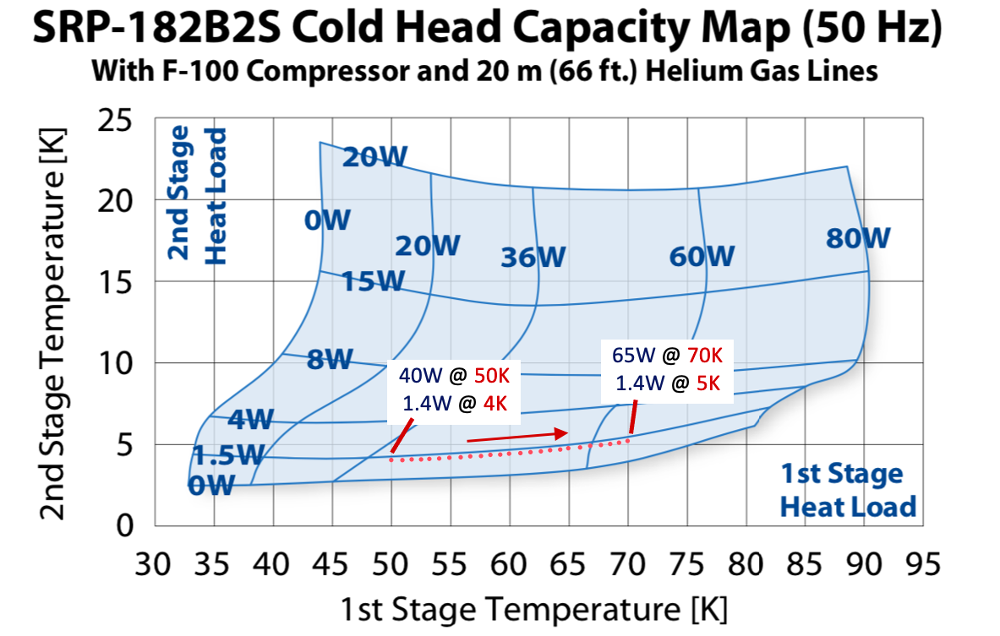 SRP-182B2S Cold Head Capacity Map (50 Hz)
With F-100 Compressor and 20 m (66 ft.) Helium Gas Lines
2nd Stage Temperature [K]
25
20
15
10
5
0
2nd Stage
Heat Load
20W
0W
20W
36W
60W
80W
15W
8W
4W
1.5W
0W
40W @ 50K
1.4W @ 4K
65W @ 70K
1.4W @ 5K
1st Stage
Heat Load
30 35 40 45 50 55 60 65 70 75 80 85 90 95
1st Stage Temperature [K]